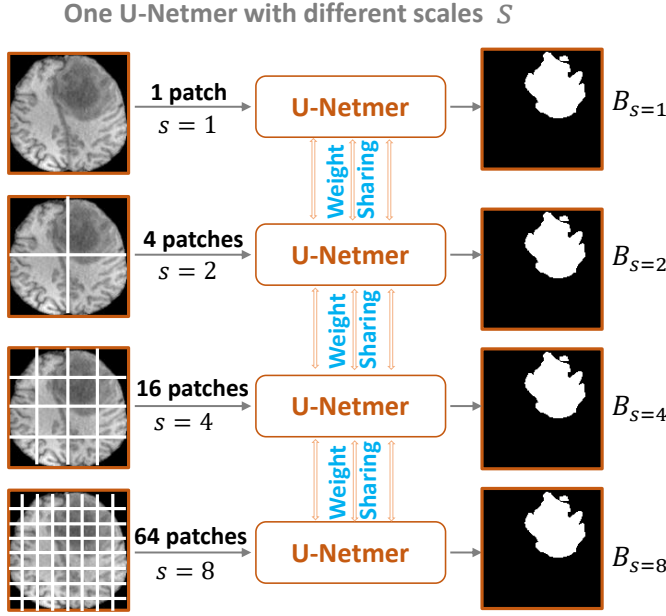 One U-Netmer with different scales S
1 patch
s = 1
U-Netmer
B_{s=1}
Weight
Sharing
4 patches
s = 2
U-Netmer
B_{s=2}
Weight
Sharing
16 patches
s = 4
U-Netmer
B_{s=4}
Weight
Sharing
64 patches
s = 8
U-Netmer
B_{s=8}